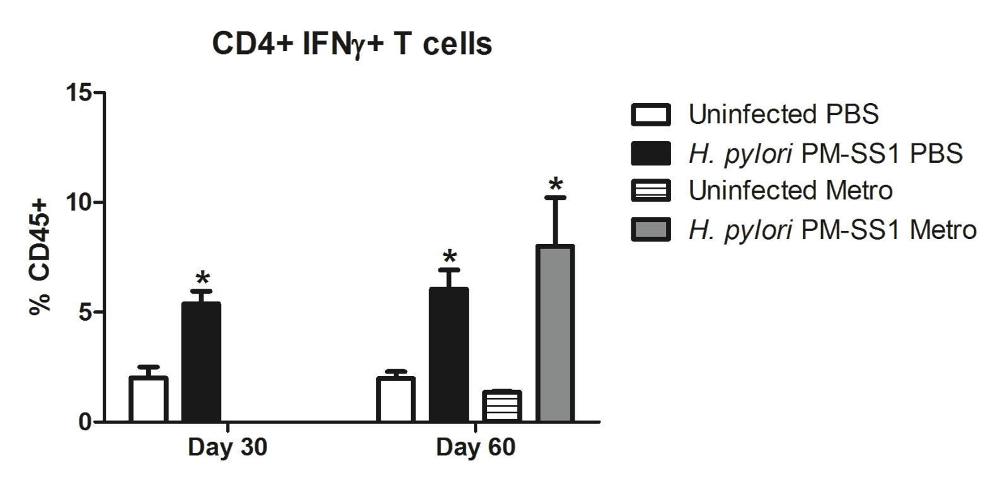 CD4+ IFNγ+ T cells
15
10
5
0
% CD45+
*
*
*
Day 30
Day 60
Uninfected PBS
H. pylori PM-SS1 PBS
Uninfected Metro
H. pylori PM-SS1 Metro